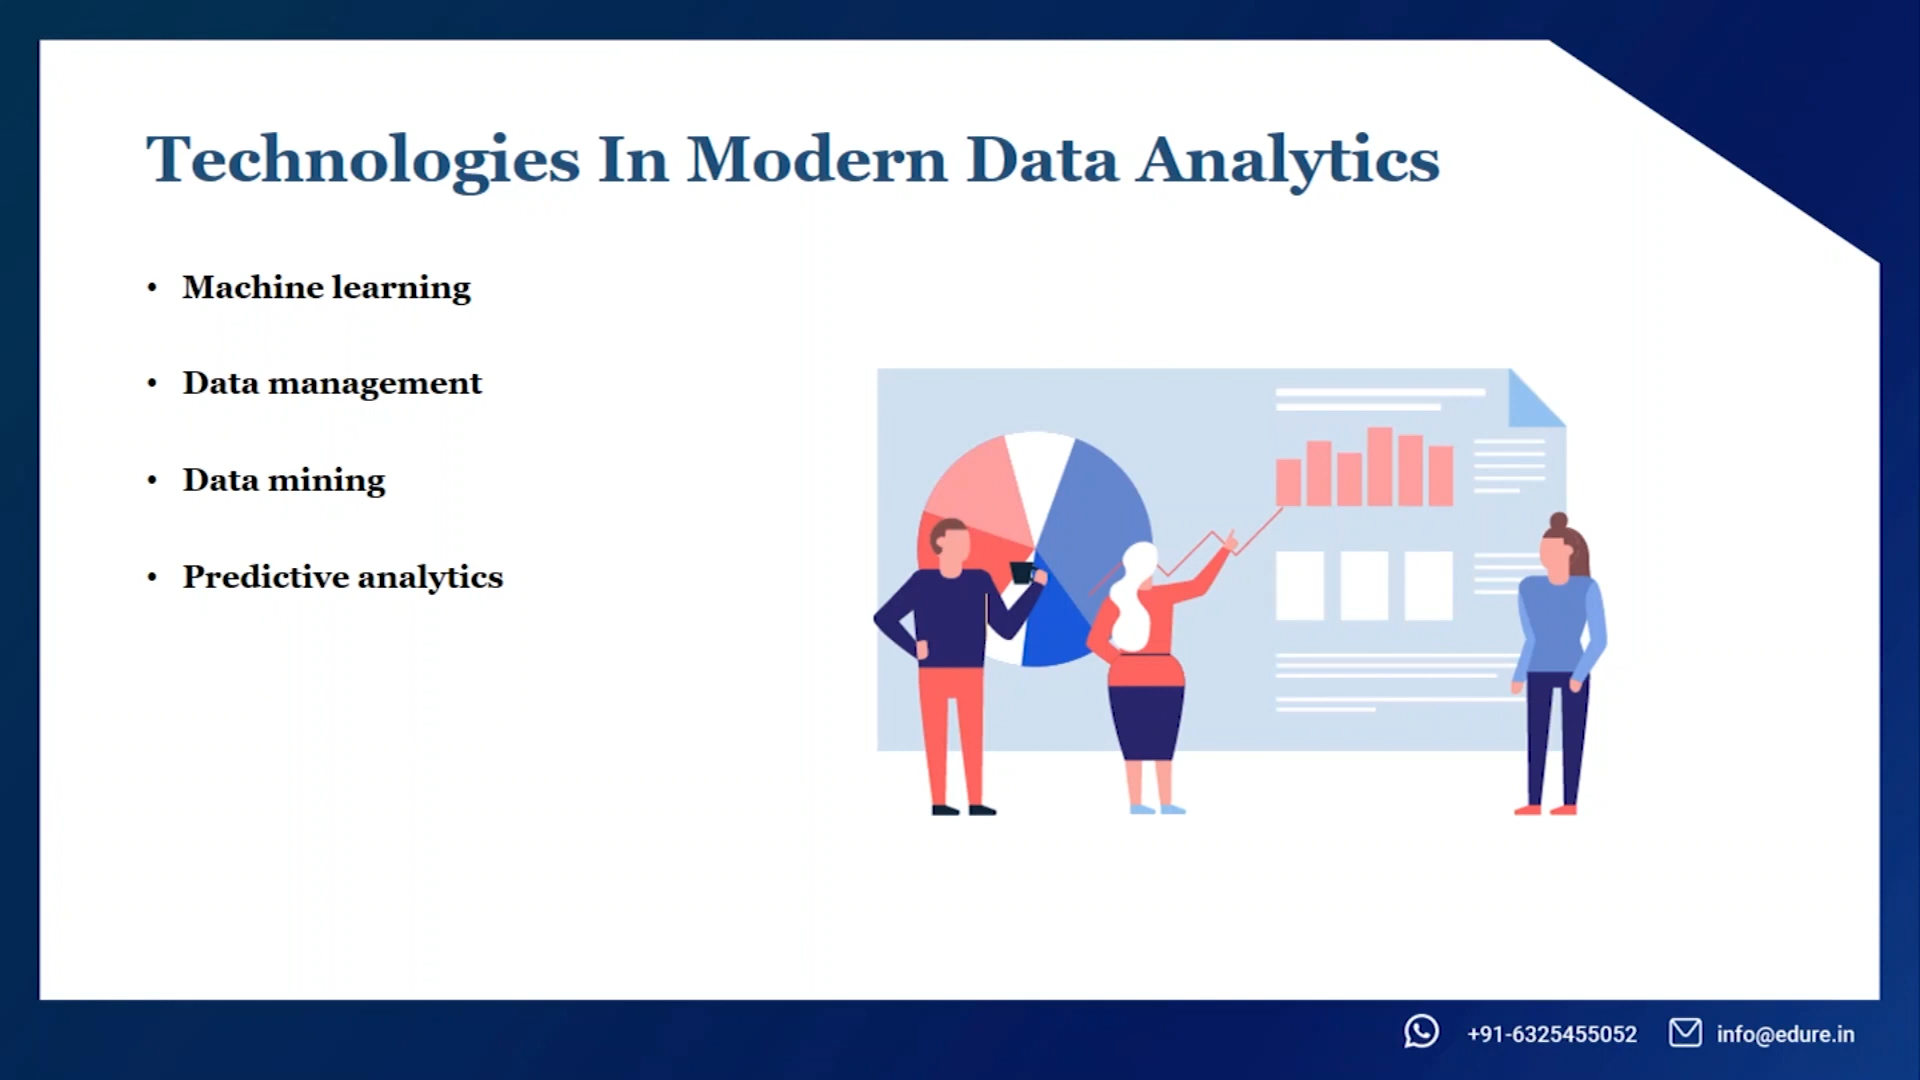 Technologies In Modern Data Analytics
• Machine learning
• Data management
• Data mining
• Predictive analytics
+91-6325455052 info@edure.in